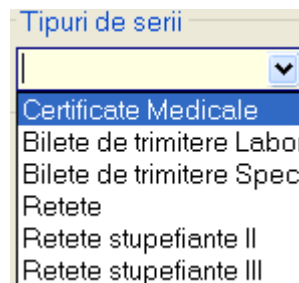 Tipuri de serii
Certificate Medicale
Bilete de trimitere Labor
Bilete de trimitere Spec
Retete
Retete stupefiante II
Retete stupefiante III